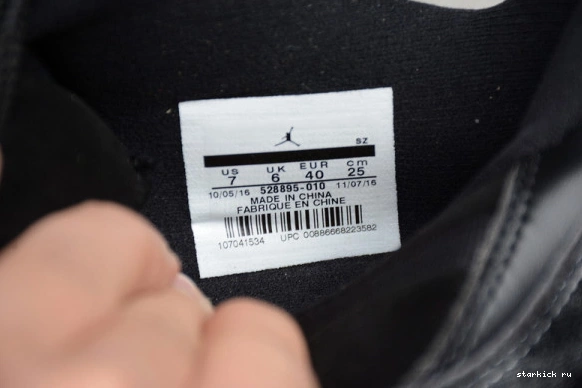 SZ
US UK EUR cm
7 6 40 25
10/05/16 528895-010 11/07/16
MADE IN CHINA
FABRIQUE EN CHINE
107041534 UPC 00886668223582
starkick ru